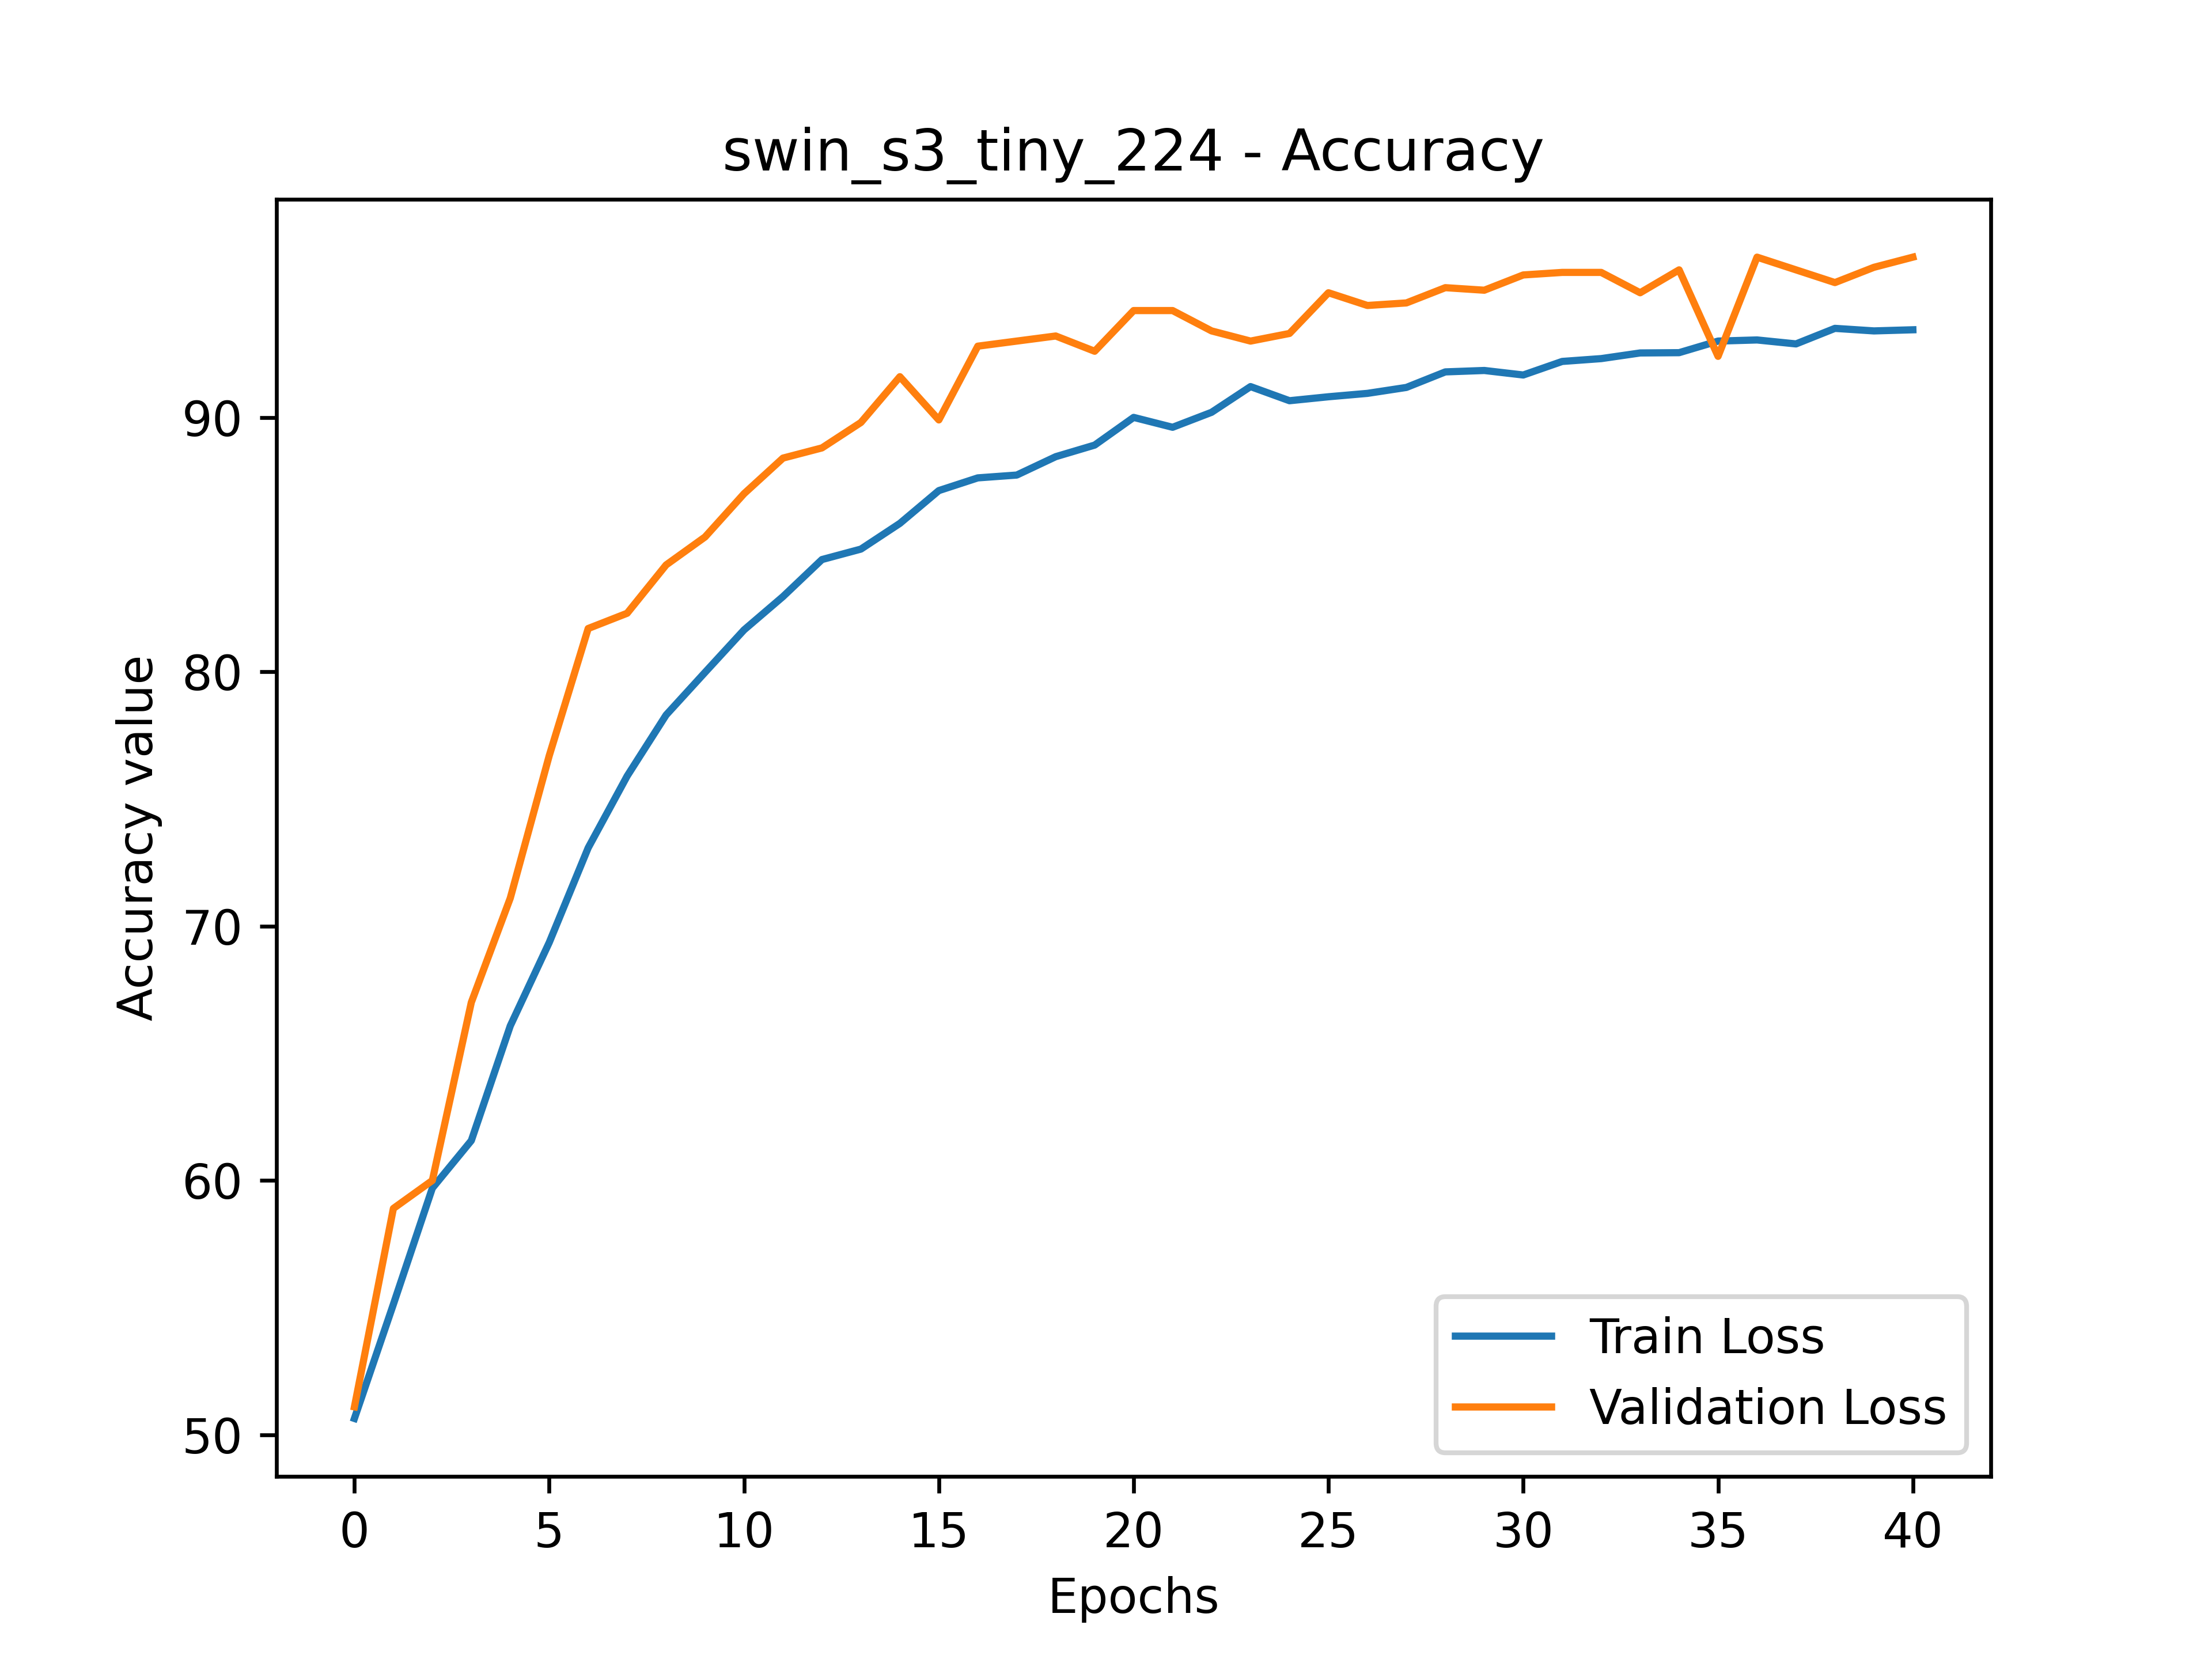 swin_s3_tiny_224 - Accuracy
Accuracy value
90
80
70
60
50
Train Loss
Validation Loss
0 5 10 15 20 25 30 35 40
Epochs